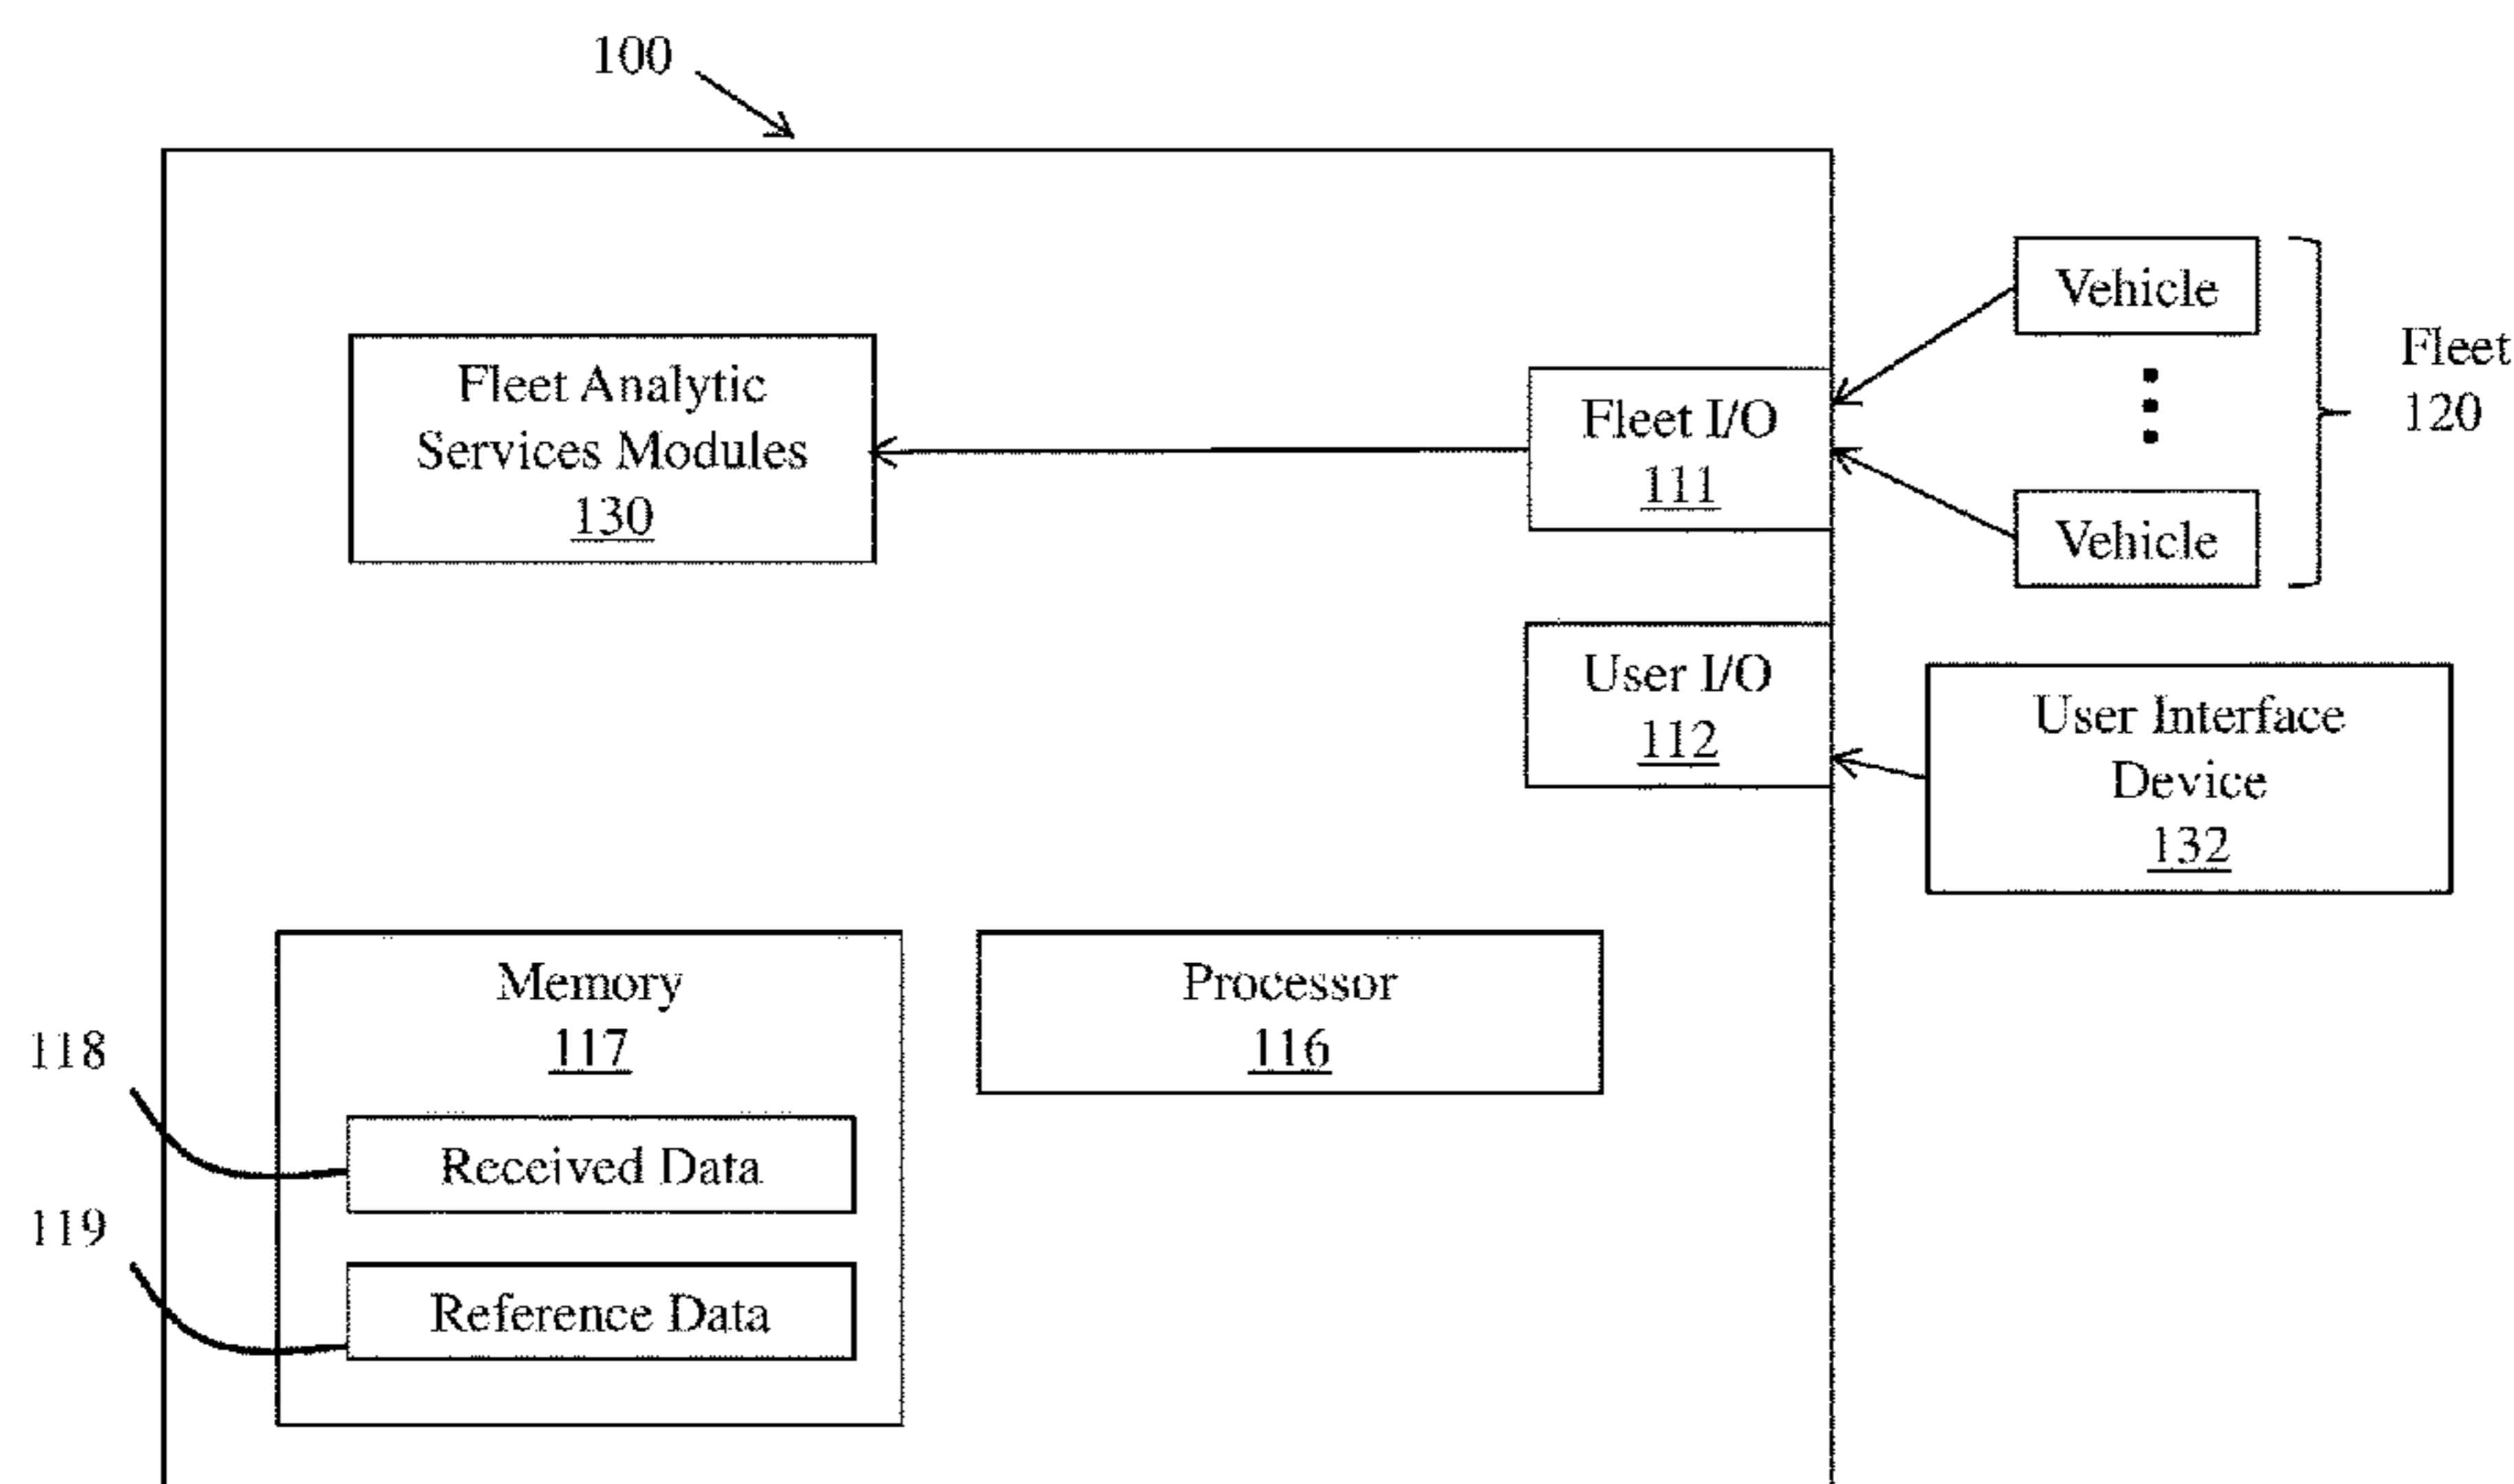 100
Fleet Analytic
Services Modules
130
Fleet I/O
111
Vehicle
Vehicle
Fleet
120
User I/O
112
User Interface
Device
132
Memory
117
Processor
116
118
Received Data
119
Reference Data